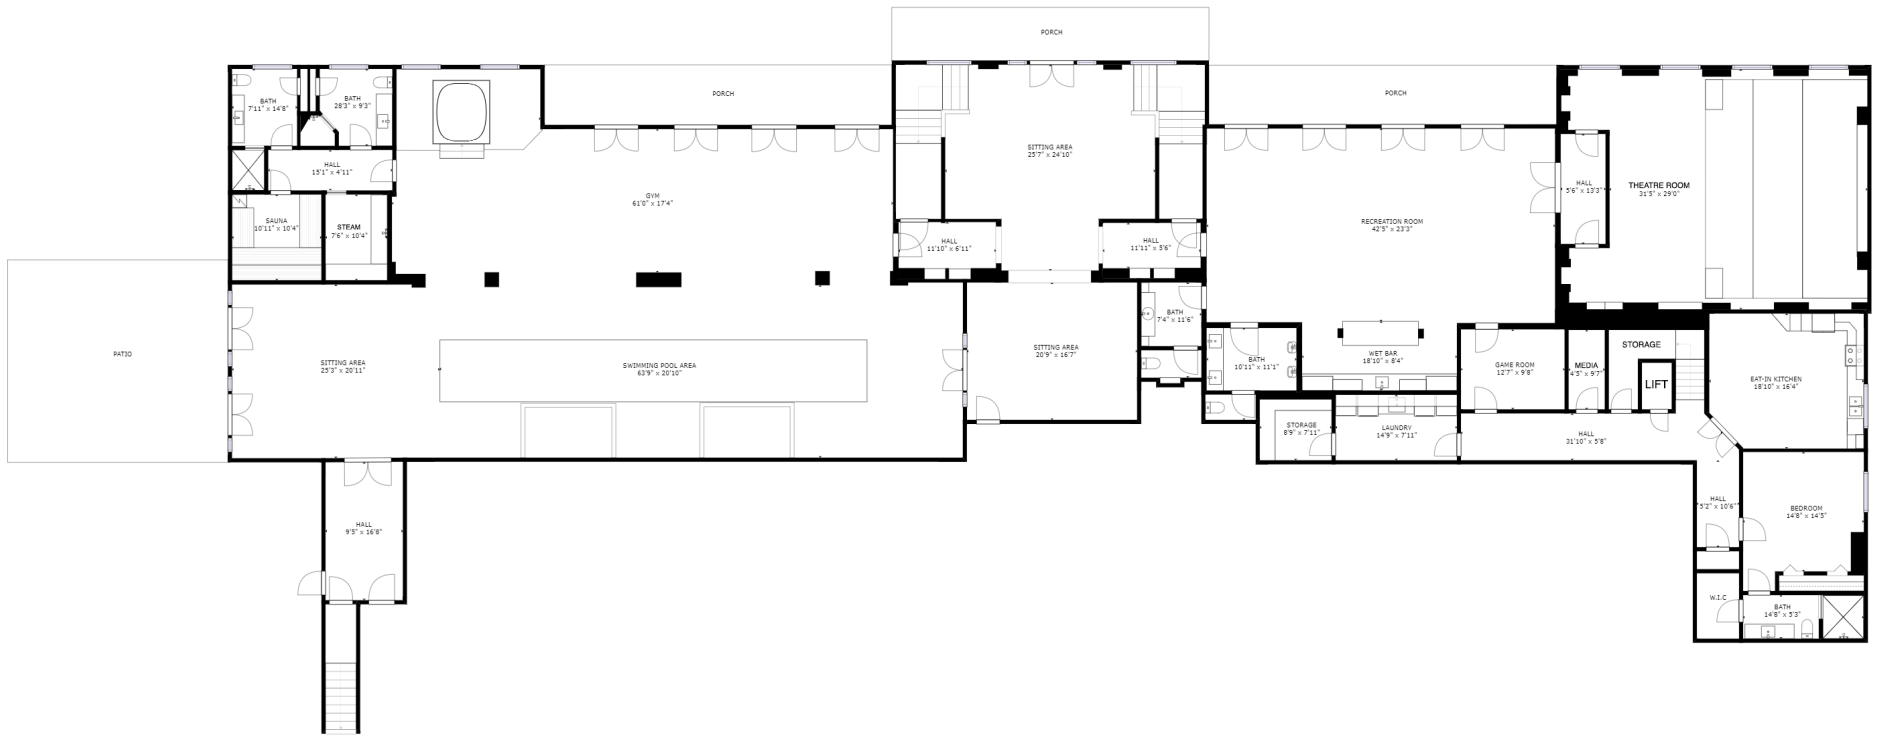 PORCH
PORCH
PORCH
BATH
7'11" x 14'8"
BATH
28'3" x 9'3"
HALL
15'1" x 4'11"
SAUNA
10'11" x 10'4"
STEAM
7'6" x 10'4"
GYM
61'0" x 17'4"
SITTING AREA
25'7" x 24'10"
HALL
11'10" x 6'11"
HALL
11'11" x 5'6"
RECREATION ROOM
42'5" x 23'3"
HALL
5'6" x 13'3"
THEATRE ROOM
31'5" x 29'0"
PATIO
SITTING AREA
25'3" x 20'11"
SWIMMING POOL AREA
63'9" x 20'10"
SITTING AREA
20'9" x 16'7"
BATH
7'4" x 11'6"
BATH
10'11" x 11'1"
WET BAR
18'10" x 8'4"
GAME ROOM
12'7" x 9'8"
MEDIA
4'5" x 9'7"
STORAGE
LIFT
EAT-IN KITCHEN
18'10" x 16'4"
STORAGE
8'9" x 7'11"
LAUNDRY
14'9" x 7'11"
HALL
31'10" x 5'8"
HALL
9'5" x 16'8"
HALL
5'2" x 10'6"
BEDROOM
14'8" x 14'5"
W.I.C
BATH
14'8" x 5'3"